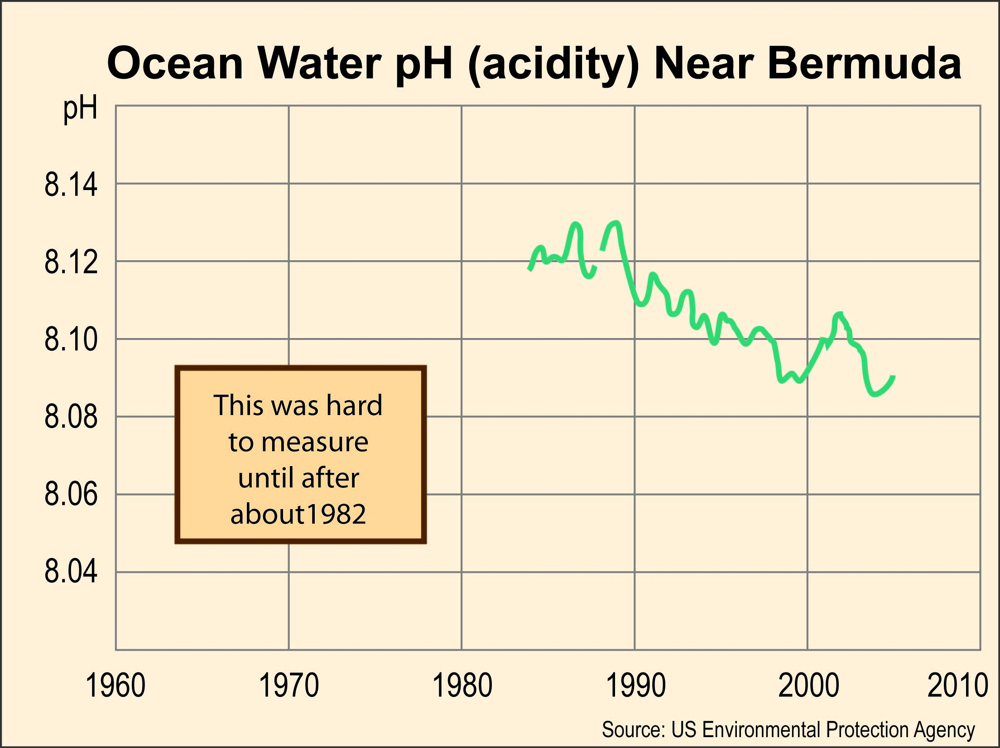 Ocean Water pH (acidity) Near Bermuda
pH
8.14
8.12
8.10
8.08
8.06
8.04
This was hard
to measure
until after
about1982
1960 1970 1980 1990 2000 2010
Source: US Environmental Protection Agency